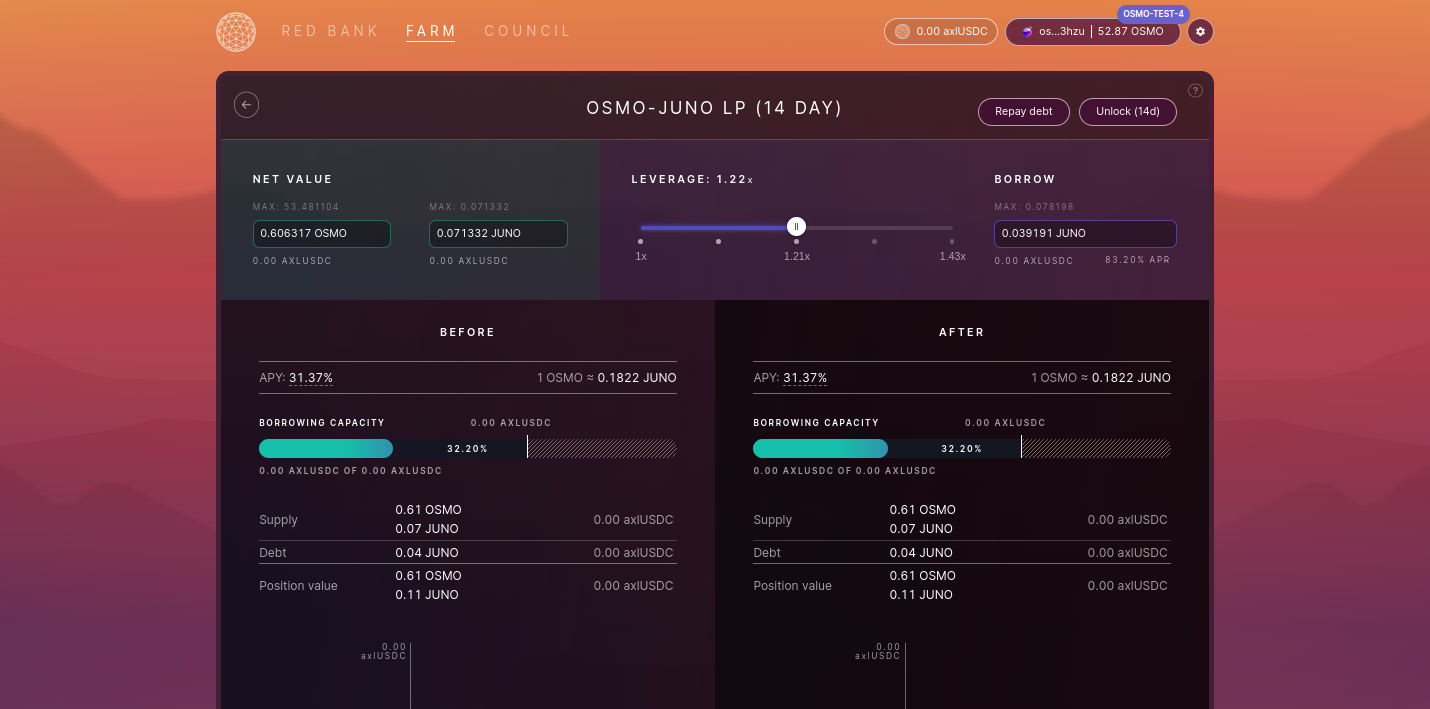 RED BANK FARM COUNCIL
0.00 axlUSDC
OSMO-TEST-4
os...3hzu | 52.87 OSMO
OSMO-JUNO LP (14 DAY)
?
Repay debt
Unlock (14d)
NET VALUE
MAX: 53.481104
MAX: 0.071332
0.606317 OSMO
0.071332 JUNO
0.00 AXLUSDC
0.00 AXLUSDC
LEVERAGE: 1.22x
1x
1.21x
1.43x
BORROW
MAX: 0.078198
0.039191 JUNO
0.00 AXLUSDC
83.20% APR
BEFORE
APY: 31.37%
1 OSMO ≈ 0.1822 JUNO
BORROWING CAPACITY
0.00 AXLUSDC
32.20%
0.00 AXLUSDC OF 0.00 AXLUSDC
Supply
0.61 OSMO
0.07 JUNO
0.00 axlUSDC
Debt
0.04 JUNO
0.00 axlUSDC
Position value
0.61 OSMO
0.11 JUNO
0.00 axlUSDC
0.00
axlUSDC
AFTER
APY: 31.37%
1 OSMO ≈ 0.1822 JUNO
BORROWING CAPACITY
0.00 AXLUSDC
32.20%
0.00 AXLUSDC OF 0.00 AXLUSDC
Supply
0.61 OSMO
0.07 JUNO
0.00 axlUSDC
Debt
0.04 JUNO
0.00 axlUSDC
Position value
0.61 OSMO
0.11 JUNO
0.00 axlUSDC
0.00
axlUSDC